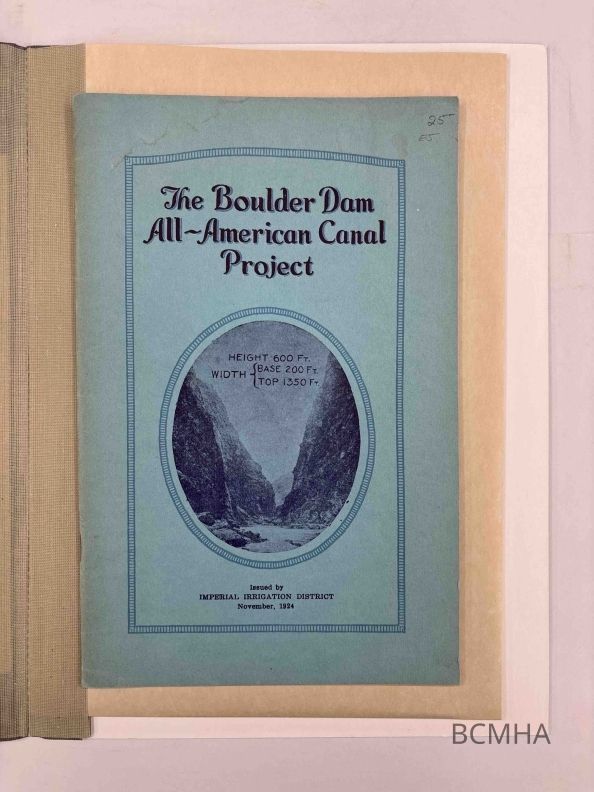 25
E5
The Boulder Dam
All-American Canal
Project
HEIGHT 600 FT.
WIDTH { BASE 200 FT.
TOP 1350 FT.
Issued by
IMPERIAL IRRIGATION DISTRICT
November, 1924
BCMHA